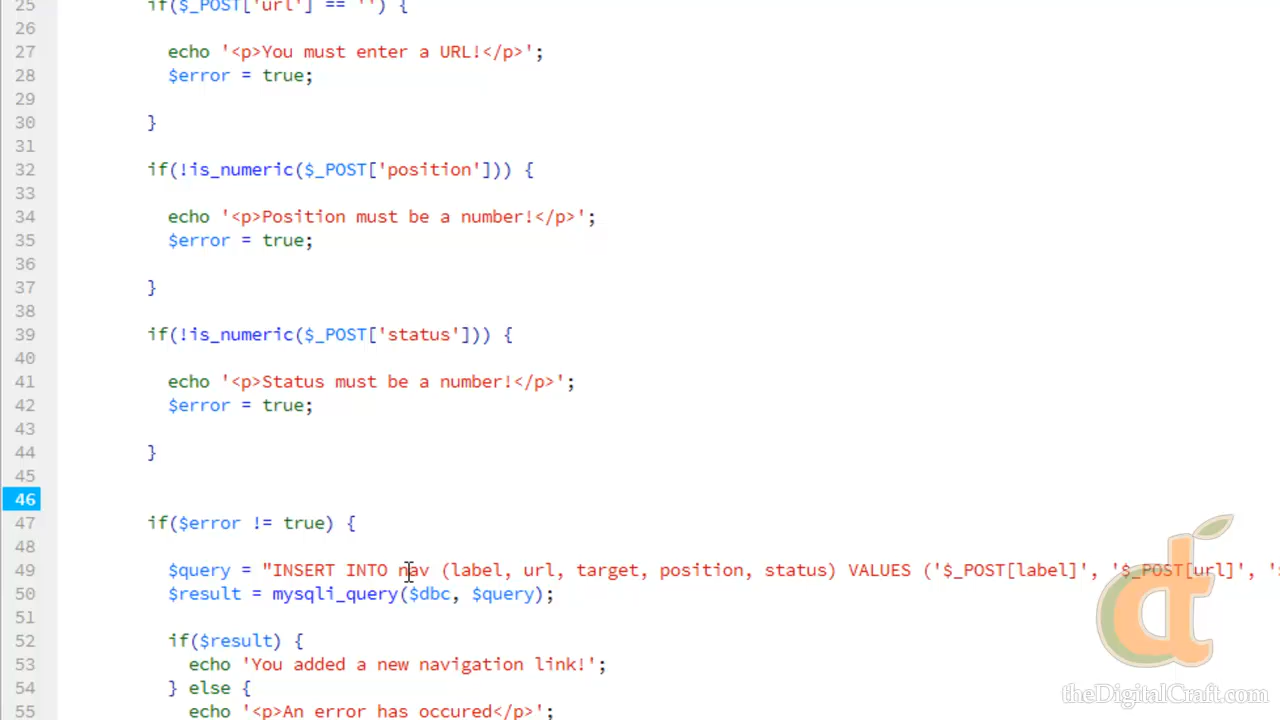 25 if($_POST['url'] == '') {
26
27 echo '<p>You must enter a URL!</p>';
28 $error = true;
29
30 }
31
32 if(!is_numeric($_POST['position'])) {
33
34 echo '<p>Position must be a number!</p>';
35 $error = true;
36
37 }
38
39 if(!is_numeric($_POST['status'])) {
40
41 echo '<p>Status must be a number!</p>';
42 $error = true;
43
44 }
45
46
47 if($error != true) {
48
49 $query = "INSERT INTO nav (label, url, target, position, status) VALUES ('$_POST[label]', '$_POST[url]', '
50 $result = mysqli_query($dbc, $query);
51
52 if($result) {
53 echo 'You added a new navigation link!';
54 } else {
55 echo '<p>An error has occured</p>';
theDigitalCraft.com